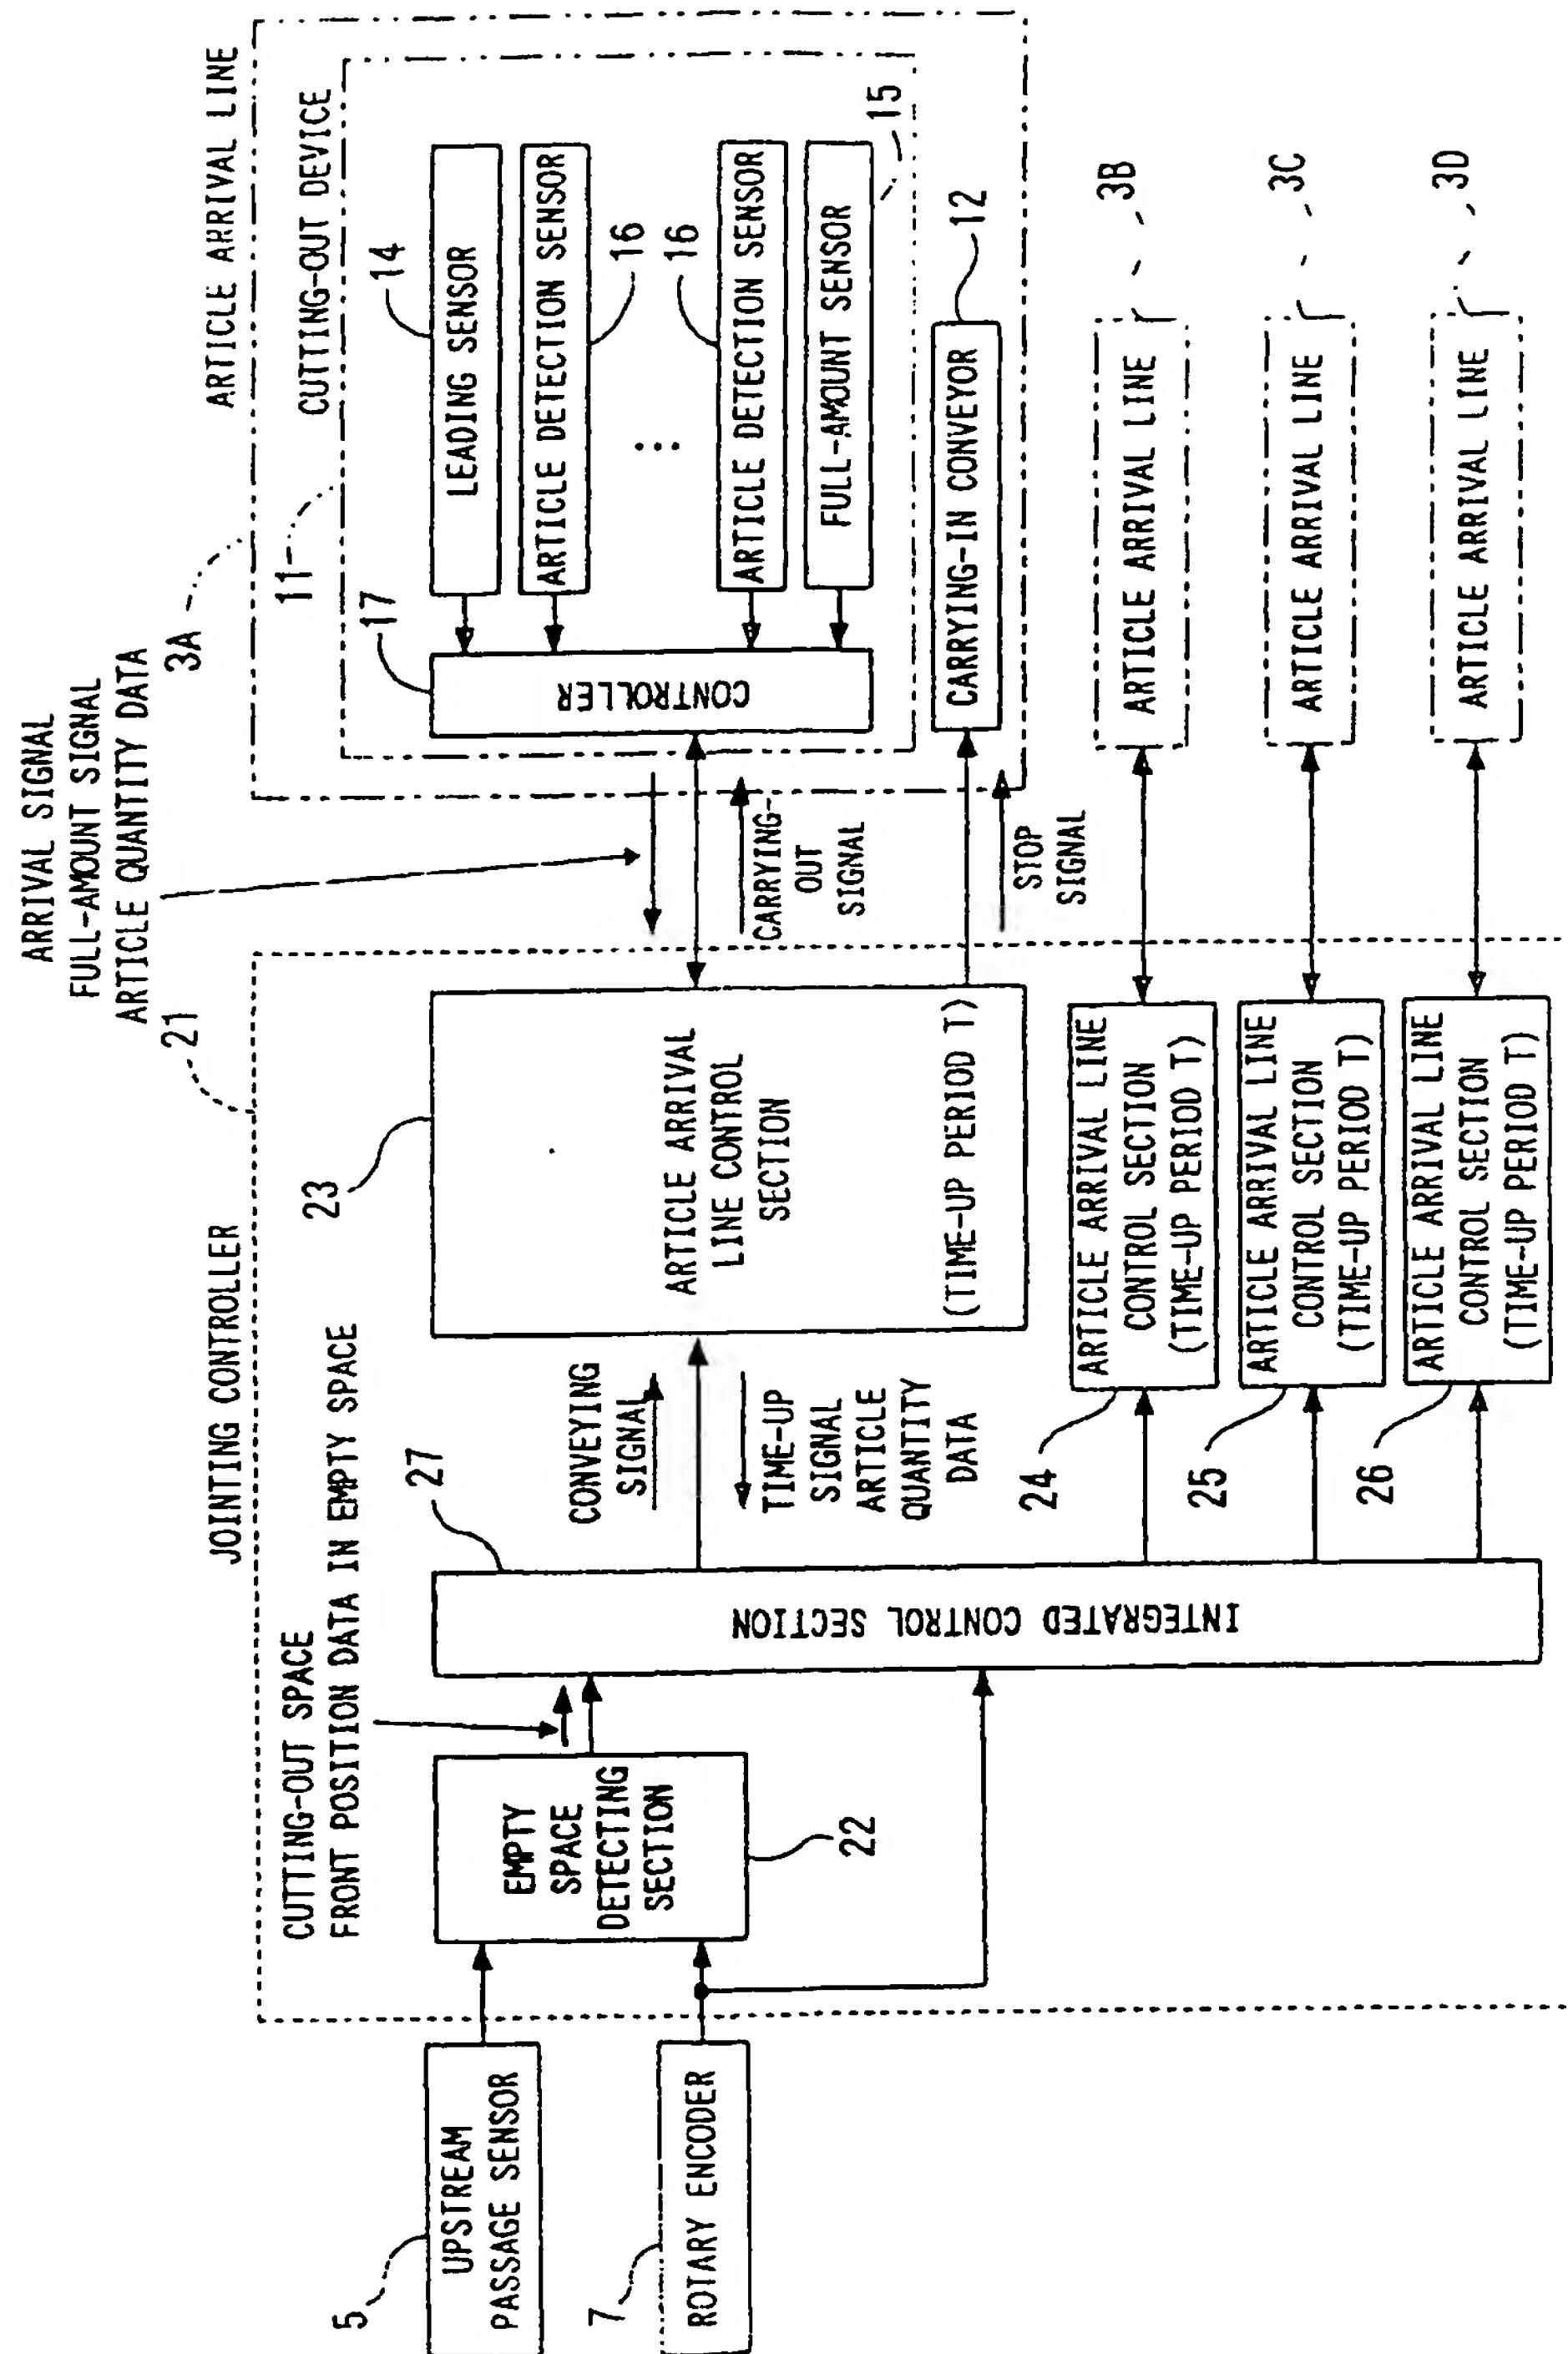 ARRIVAL SIGNAL
FULL-AMOUNT SIGNAL
ARTICLE QUANTITY DATA
JOINTING CONTROLLER
21
3A
ARTICLE ARRIVAL LINE
11
CUTTING-OUT DEVICE
CUTTING-OUT SPACE
FRONT POSITION DATA IN EMPTY SPACE
27
23
17
14
5
UPSTREAM
PASSAGE SENSOR
EMPTY
SPACE
DETECTING
SECTION
22
7
ROTARY ENCODER
INTEGRATED CONTROL SECTION
CONVEYING
SIGNAL
TIME-UP
SIGNAL
ARTICLE
QUANTITY
DATA
ARTICLE ARRIVAL
LINE CONTROL
SECTION
(TIME-UP PERIOD T)
CARRYING-
OUT
SIGNAL
STOP
SIGNAL
CONTROLLER
LEADING SENSOR
ARTICLE DETECTION SENSOR
16
...
16
ARTICLE DETECTION SENSOR
FULL-AMOUNT SENSOR
15
CARRYING-IN CONVEYOR
12
24
ARTICLE ARRIVAL LINE
CONTROL SECTION
(TIME-UP PERIOD T)
ARTICLE ARRIVAL LINE
3B
25
ARTICLE ARRIVAL LINE
CONTROL SECTION
(TIME-UP PERIOD T)
ARTICLE ARRIVAL LINE
3C
26
ARTICLE ARRIVAL LINE
CONTROL SECTION
(TIME-UP PERIOD T)
ARTICLE ARRIVAL LINE
3D